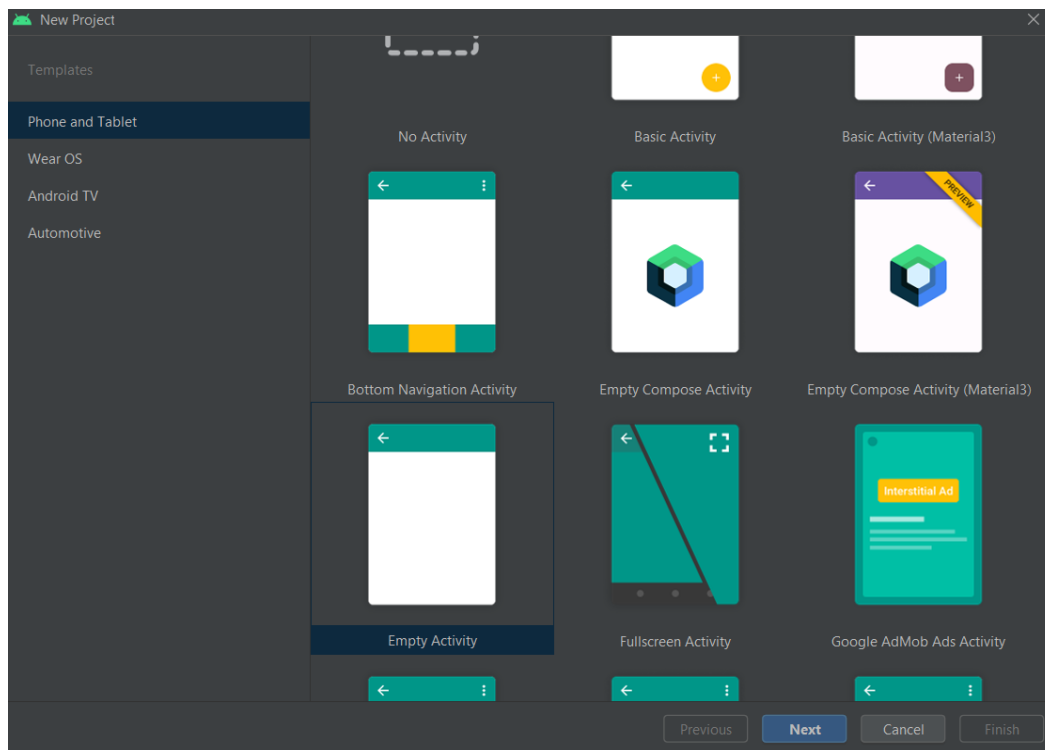 New Project
Templates
Phone and Tablet
Wear OS
Android TV
Automotive
No Activity
Basic Activity
Basic Activity (Material3)
PREVIEW
Bottom Navigation Activity
Empty Compose Activity
Empty Compose Activity (Material3)
Interstitial Ad
Empty Activity
Fullscreen Activity
Google AdMob Ads Activity
Previous
Next
Cancel
Finish